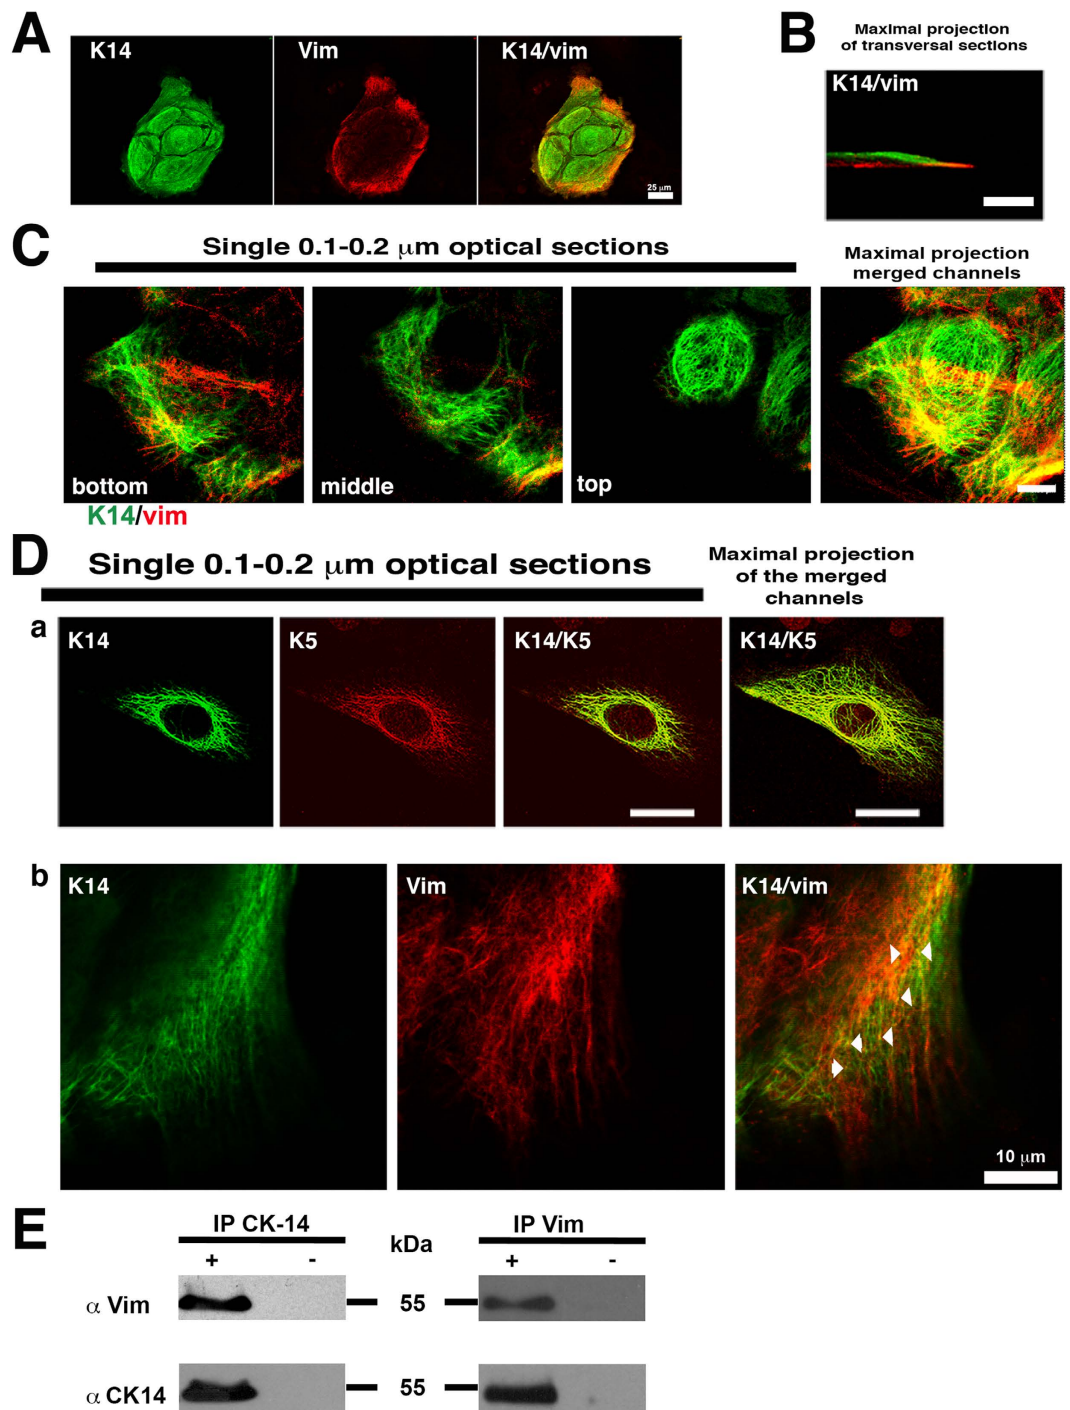 A
K14
Vim
K14/vim
25 µm
B
Maximal projection
of transversal sections
K14/vim
C
Single 0.1-0.2 µm optical sections
Maximal projection
merged channels
bottom
middle
top
K14/vim
D
Single 0.1-0.2 µm optical sections
Maximal projection
of the merged
channels
a
K14
K5
K14/K5
K14/K5
b
K14
Vim
K14/vim
10 µm
E
IP CK-14
kDa
IP Vim
+ -
+ -
α Vim
55
α CK14
55